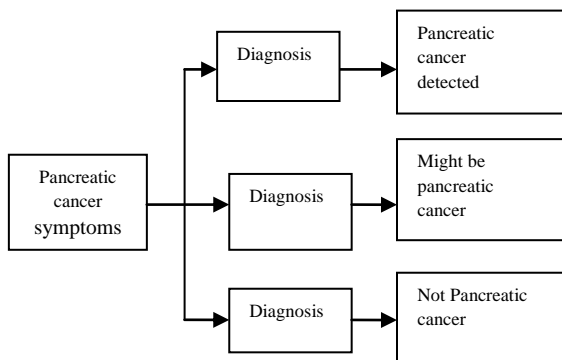 Diagnosis
Pancreatic
cancer
detected
Pancreatic
cancer
symptoms
Diagnosis
Might be
pancreatic
cancer
Diagnosis
Not Pancreatic
cancer